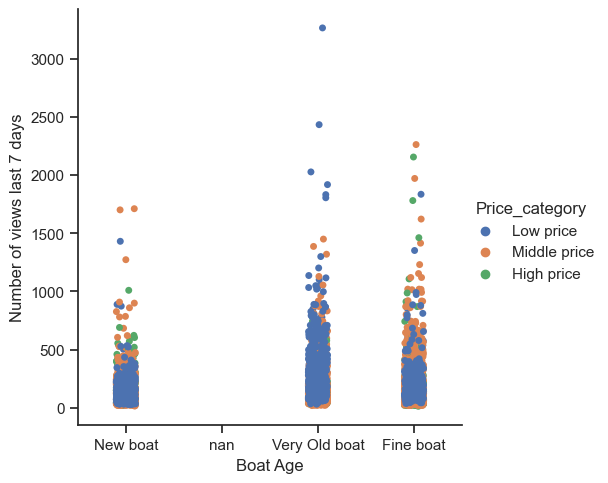 3000
2500
2000
1500
1000
500
0
Number of views last 7 days
New boat
nan
Very Old boat
Fine boat
Boat Age
Price_category
Low price
Middle price
High price